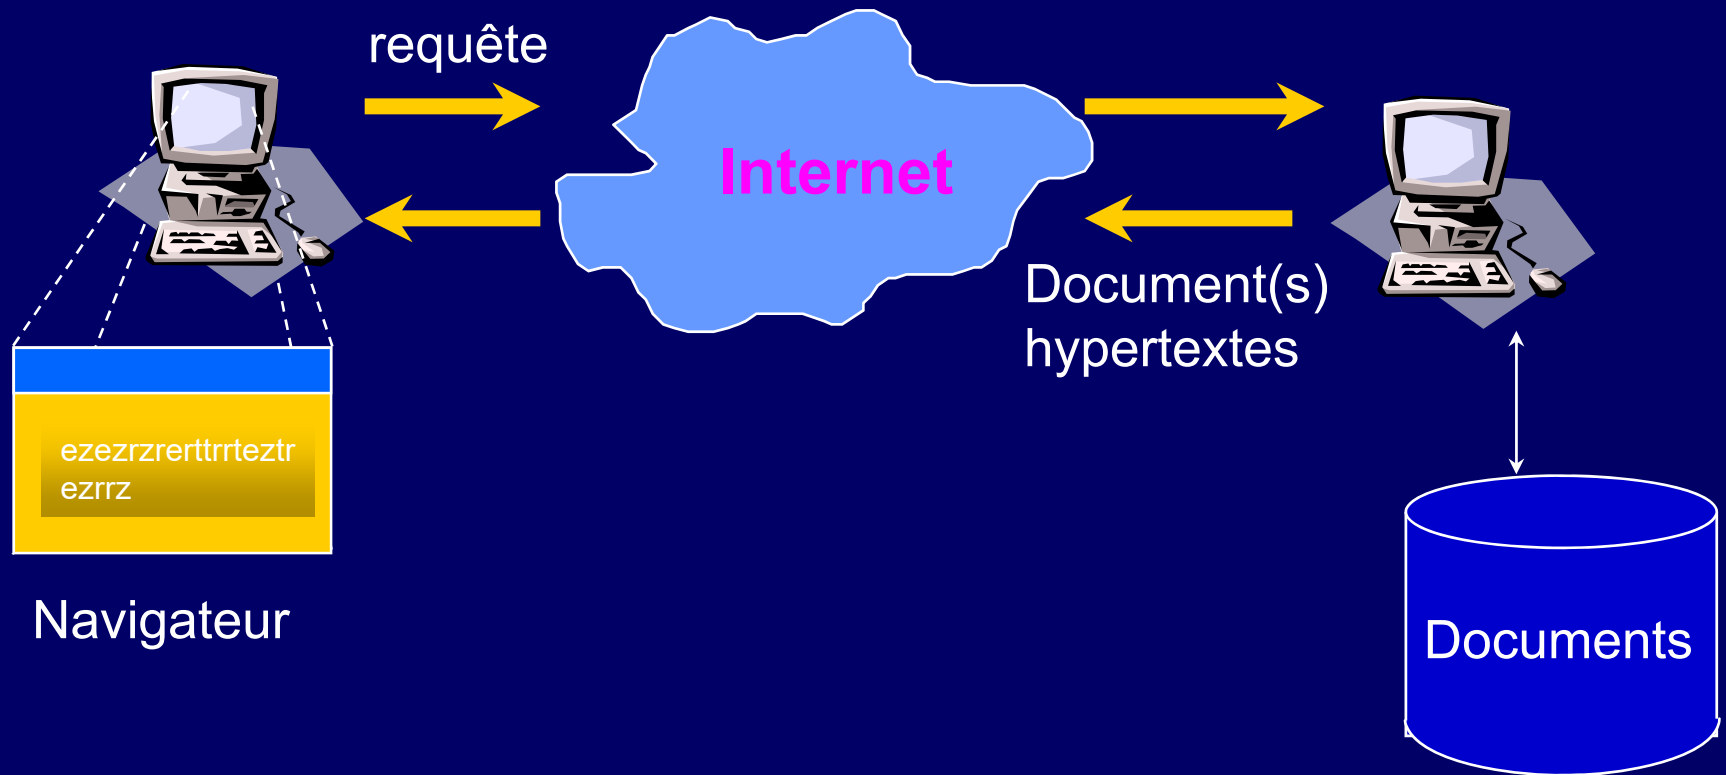 requête
Internet
Document(s)
hypertextes
ezezrzrerttrrteztr
ezrrz
Navigateur
Documents